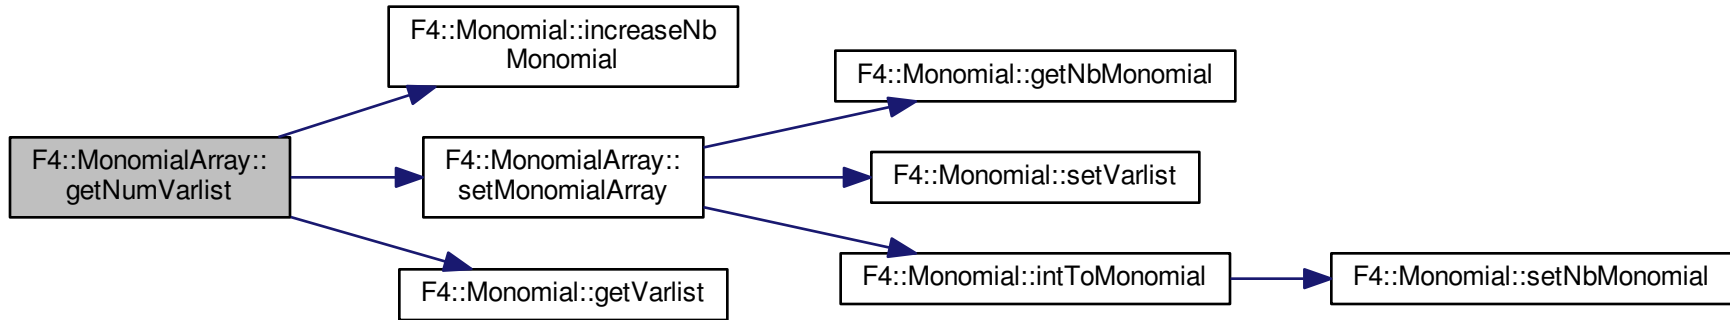 F4::Monomial::increaseNb
Monomial
F4::Monomial::getNbMonomial
F4::MonomialArray::
getNumVarlist
F4::MonomialArray::
setMonomialArray
F4::Monomial::setVarlist
F4::Monomial::getVarlist
F4::Monomial::intToMonomial
F4::Monomial::setNbMonomial